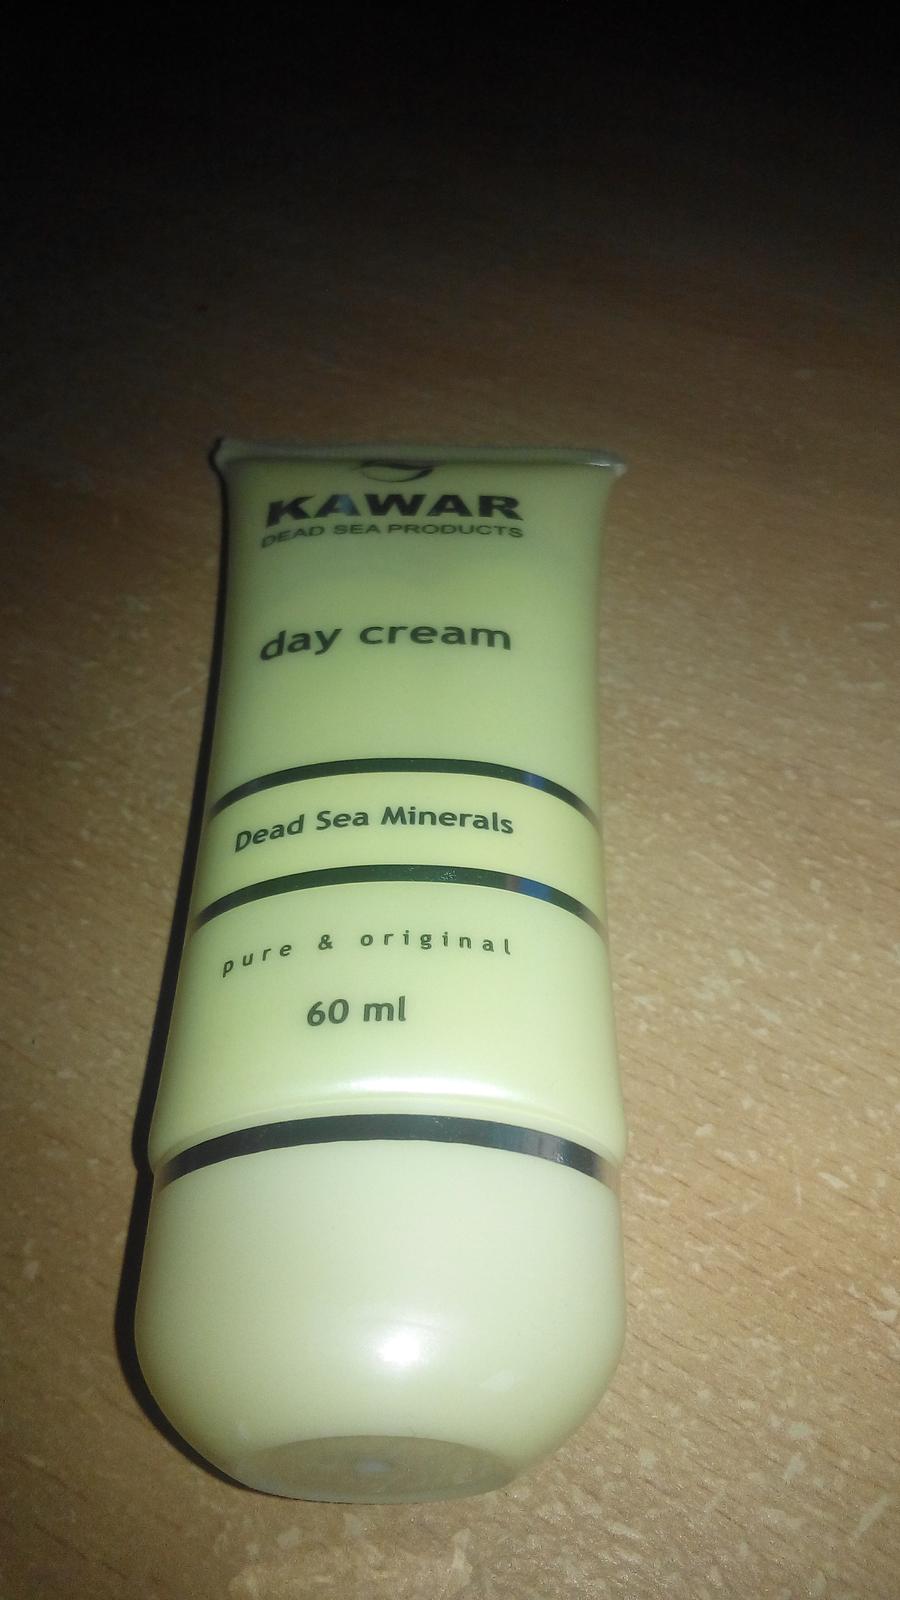 KAWAR
DEAD SEA PRODUCTS
day cream
Dead Sea Minerals
pure & original
60 ml